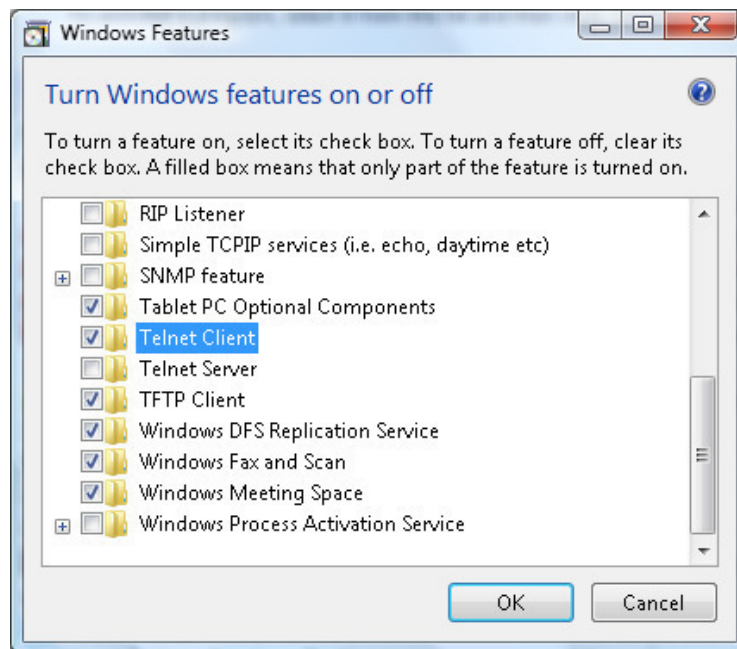 Windows Features
Turn Windows features on or off
To turn a feature on, select its check box. To turn a feature off, clear its
check box. A filled box means that only part of the feature is turned on.
RIP Listener
Simple TCPIP services (i.e. echo, daytime etc)
SNMP feature
Tablet PC Optional Components
Telnet Client
Telnet Server
TFTP Client
Windows DFS Replication Service
Windows Fax and Scan
Windows Meeting Space
Windows Process Activation Service
OK
Cancel